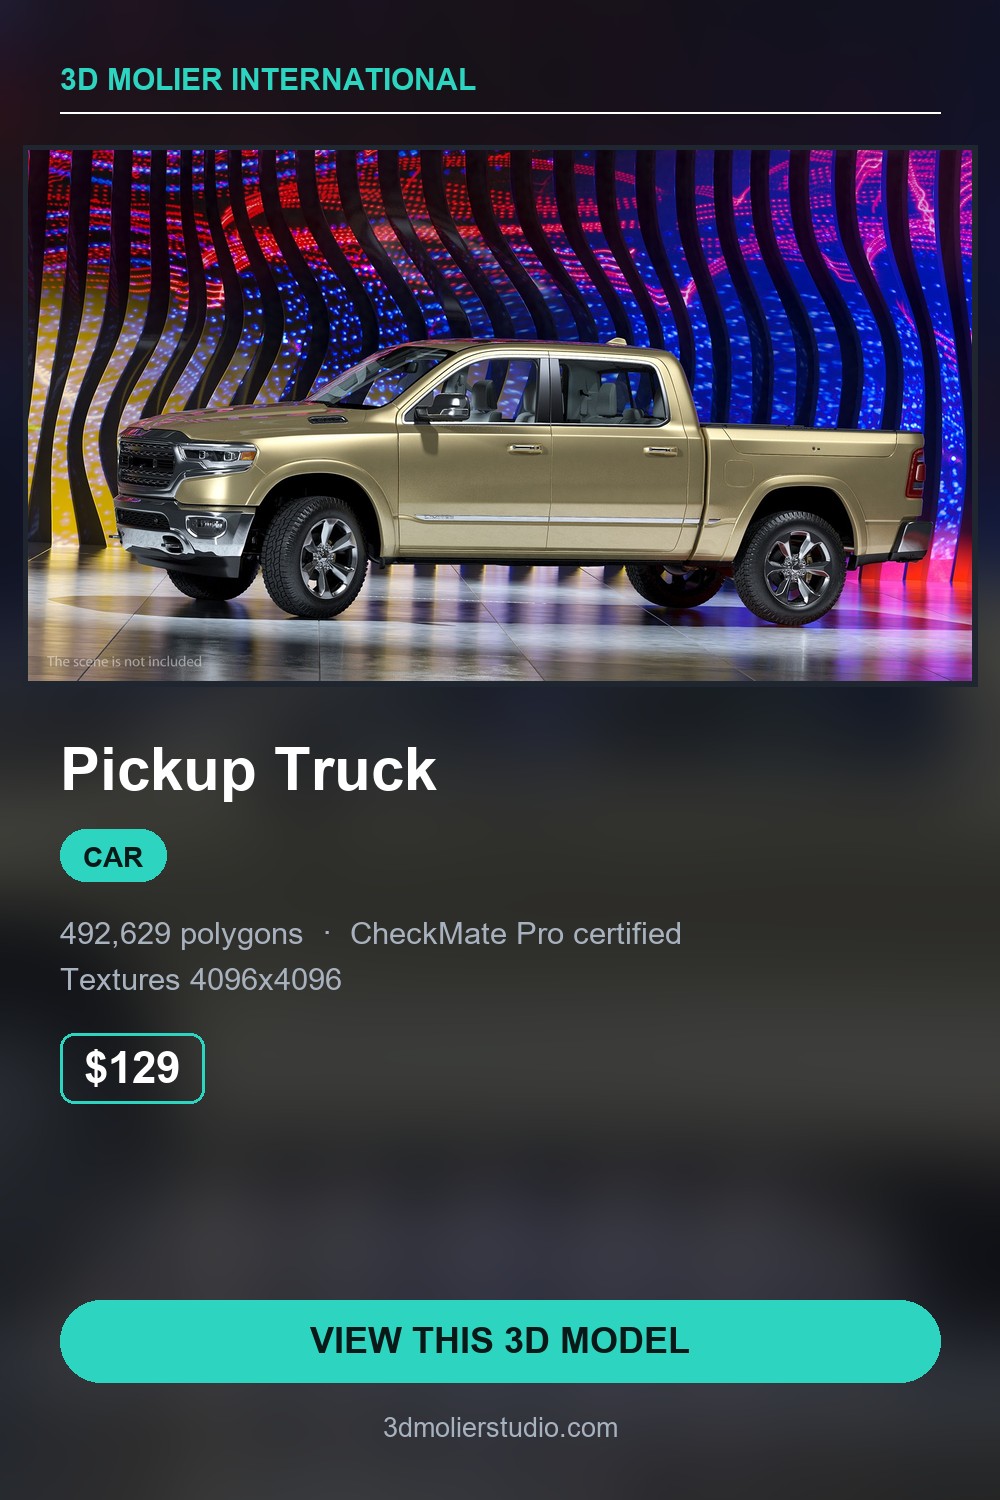 3D MOLIER INTERNATIONAL
The scene is not included
Pickup Truck
CAR
492,629 polygons · CheckMate Pro certified
Textures 4096x4096
$129
VIEW THIS 3D MODEL
3dmolierstudio.com